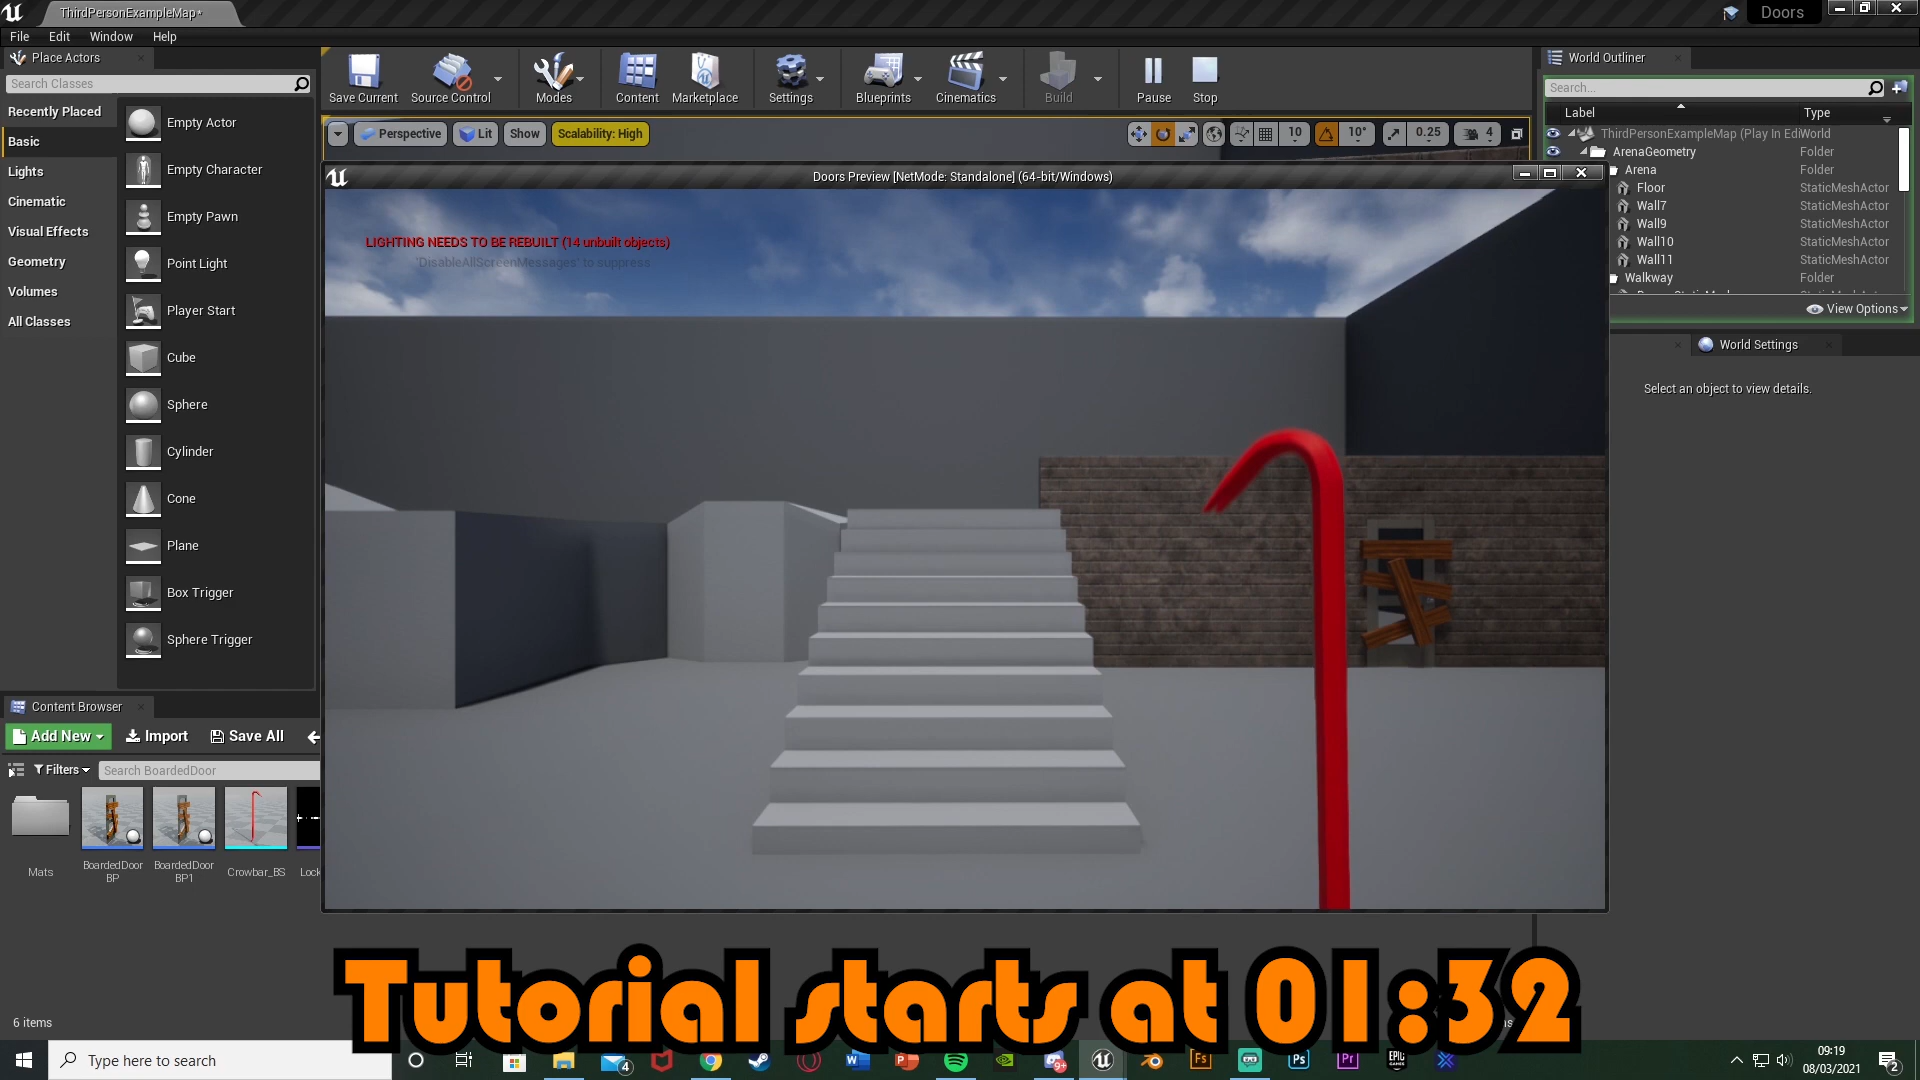 ThirdPersonExampleMap*
Doors
File Edit Window Help
Place Actors
Search Classes
Recently Placed
Basic
Lights
Cinematic
Visual Effects
Geometry
Volumes
All Classes
Empty Actor
Empty Character
Empty Pawn
Point Light
Player Start
Cube
Sphere
Cylinder
Cone
Plane
Box Trigger
Sphere Trigger
Save Current Source Control Modes Content Marketplace Settings Blueprints Cinematics Build Pause Stop
Perspective Lit Show Scalability: High 10 10° 0.25 4
Doors Preview [NetMode: Standalone] (64-bit/Windows)
LIGHTING NEEDS TO BE REBUILT (14 unbuilt objects)
'DisableAllScreenMessages' to suppress
World Outliner
Search...
Label Type
ThirdPersonExampleMap (Play In Edi World
ArenaGeometry Folder
Arena Folder
Floor StaticMeshActor
Wall7 StaticMeshActor
Wall9 StaticMeshActor
Wall10 StaticMeshActor
Wall11 StaticMeshActor
Walkway Folder
View Options
World Settings
Select an object to view details.
Content Browser
Add New Import Save All
Filters Search BoardedDoor
Mats
BoardedDoor
BP
BoardedDoor
BP1
Crowbar_BS
Lock
6 items
Tutorial starts at 01:32
Type here to search
4
9+
09:19
08/03/2021
2